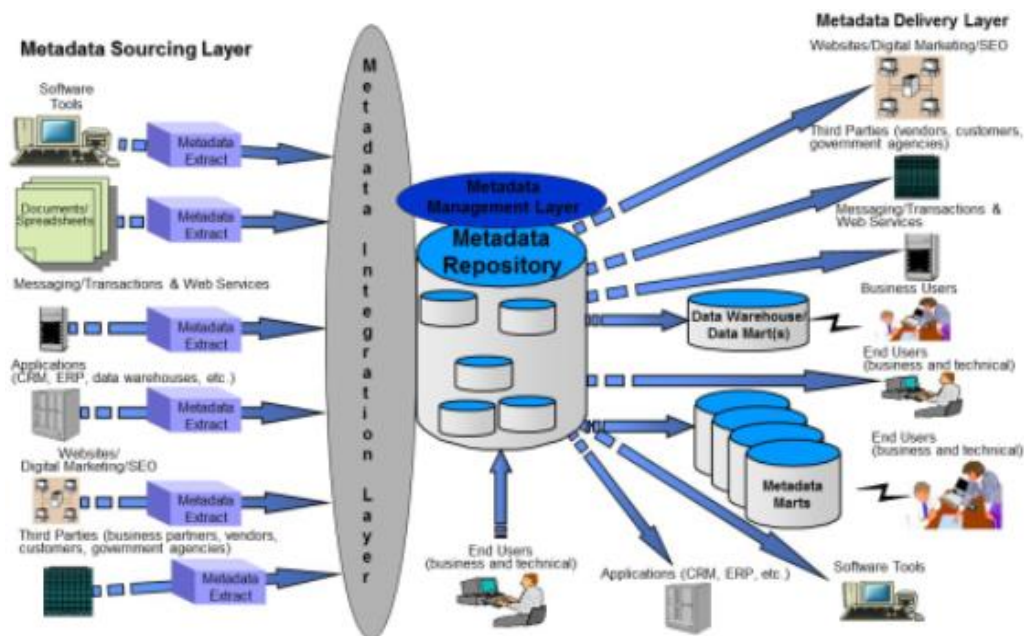 Metadata Sourcing Layer
Software
Tools
Metadata
Extract
Documents/
Spreadsheets
Metadata
Extract
Messaging/Transactions & Web Services
Metadata
Extract
Applications
(CRM, ERP, data warehouses, etc.)
Metadata
Extract
Websites/
Digital Marketing/SEO
Metadata
Extract
Third Parties (business partners, vendors,
customers, government agencies)
Metadata
Extract
Metadata Integration Layer
Metadata
Management Layer
Metadata
Repository
End Users
(business and technical)
Metadata Delivery Layer
Websites/Digital Marketing/SEO
Third Parties (vendors, customers,
government agencies)
Messaging/Transactions &
Web Services
Business Users
Data Warehouse/
Data Mart(s)
End Users
(business and technical)
End Users
(business and technical)
Metadata
Marts
Applications (CRM, ERP, etc.)
Software Tools